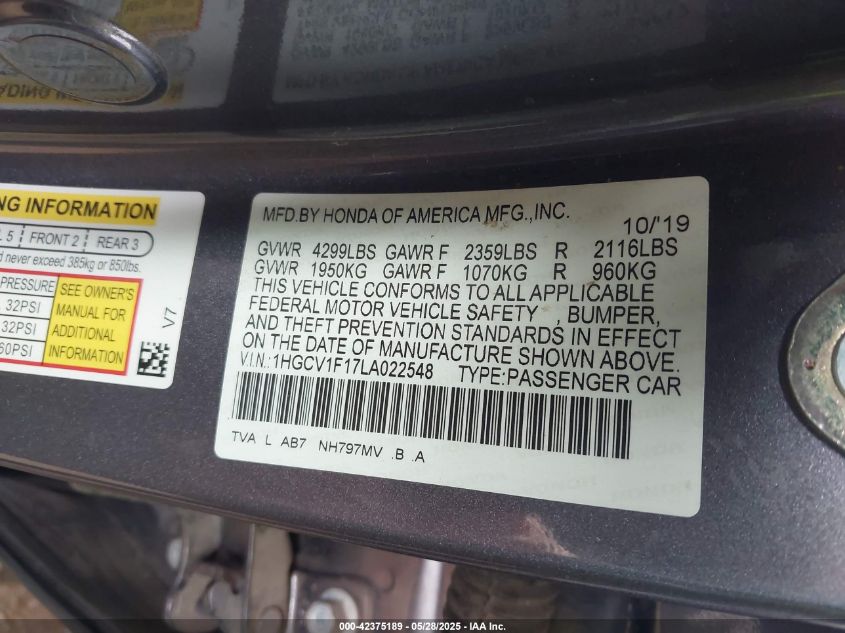 NG INFORMATION
L 5 FRONT 2 REAR 3
d never exceed 385kg or 850lbs.
PRESSURE
32PSI
32PSI
60PSI
SEE OWNER'S
MANUAL FOR
ADDITIONAL
INFORMATION
V7
MFD.BY HONDA OF AMERICA MFG.,INC.
10/'19
GVWR 4299LBS GAWR F 2359LBS R 2116LBS
GVWR 1950KG GAWR F 1070KG R 960KG
THIS VEHICLE CONFORMS TO ALL APPLICABLE
FEDERAL MOTOR VEHICLE SAFETY , BUMPER,
AND THEFT PREVENTION STANDARDS IN EFFECT
ON THE DATE OF MANUFACTURE SHOWN ABOVE.
V.I.N.:1HGCV1F17LA022548 TYPE:PASSENGER CAR
TVA L AB7 NH797MV .B .A
000-42375189 - 05/28/2025 - IAA Inc.